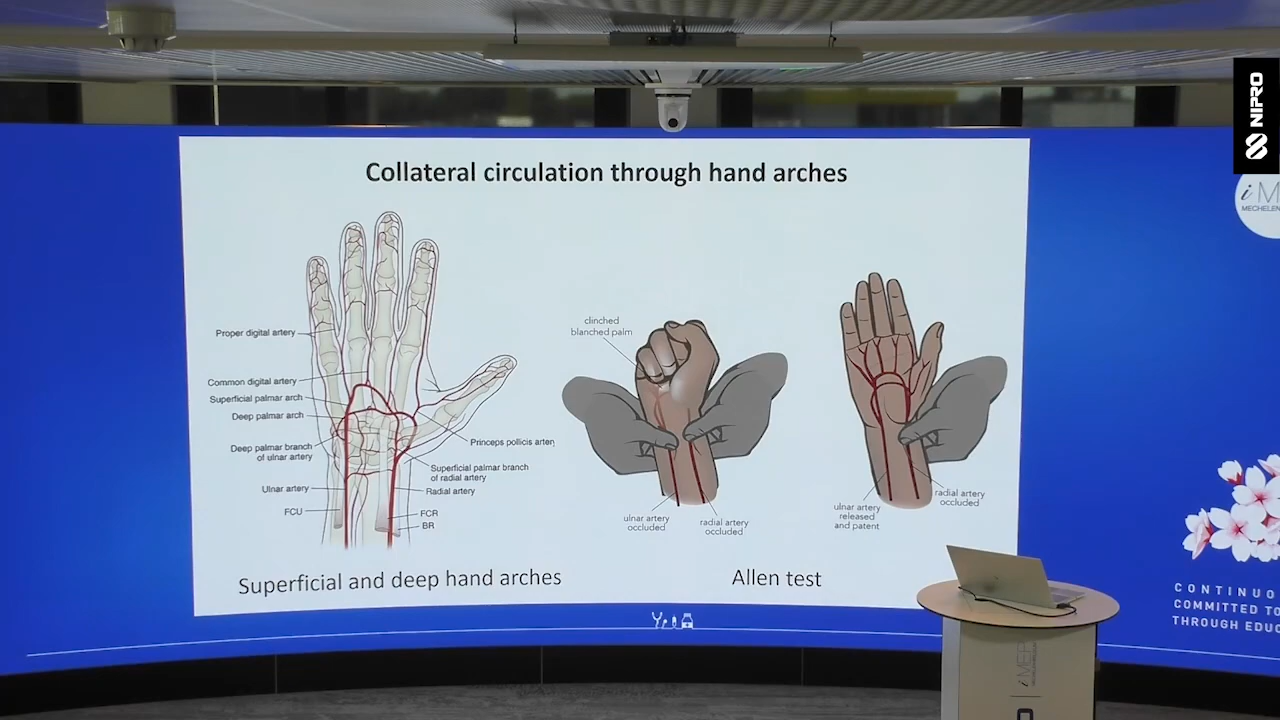 NIPRO
Collateral circulation through hand arches
Proper digital artery
Common digital artery
Superficial palmar arch
Deep palmar arch
Deep palmar branch
of ulnar artery
Ulnar artery
FCU
Princeps pollicis artery
Superficial palmar branch
of radial artery
Radial artery
FCR
BR
Superficial and deep hand arches
clinched
blanched palm
ulnar artery
occluded
radial artery
occluded
ulnar artery
released
and patent
radial artery
occluded
Allen test
i M
MECHELEN
CONTINUO
COMMITTED TO
THROUGH EDUC